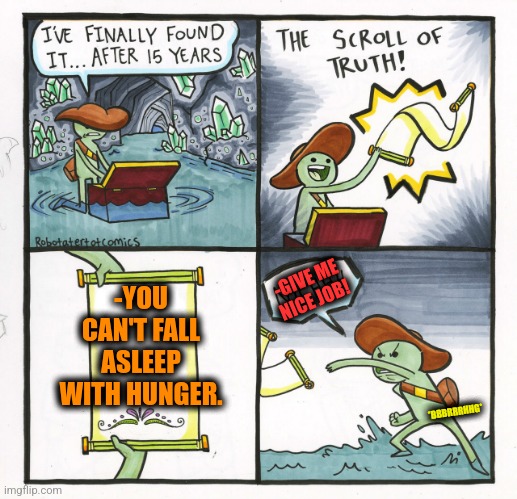 I'VE FINALLY FOUND
IT... AFTER 15 YEARS
THE SCROLL OF
TRUTH!
Robotatertotcomics
-YOU
CAN'T FALL
ASLEEP
WITH HUNGER.
-GIVE ME
NICE JOB!
imgflip.com